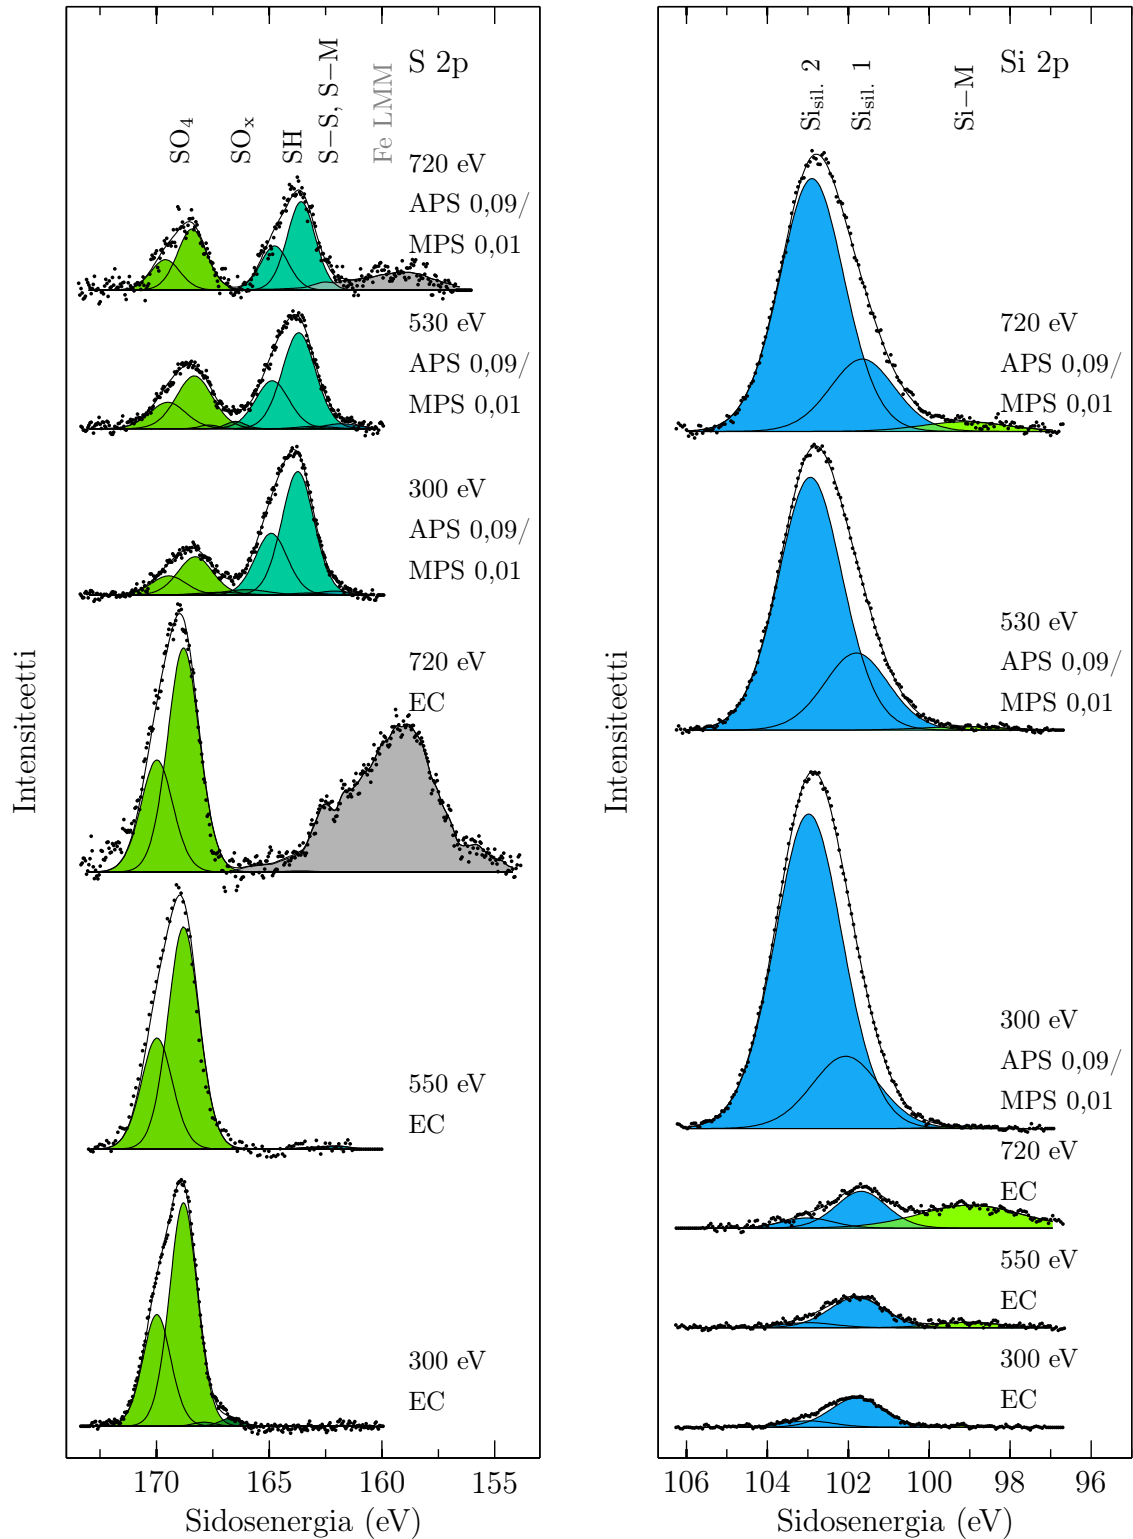 S 2p
SO4
SOx
SH
S−S, S−M
Fe LMM
720 eV
APS 0,09/
MPS 0,01
530 eV
APS 0,09/
MPS 0,01
300 eV
APS 0,09/
MPS 0,01
720 eV
EC
550 eV
EC
300 eV
EC
Intensiteetti
170 165 160 155
Sidosenergia (eV)
Si 2p
Sisil. 2
Sisil. 1
Si−M
720 eV
APS 0,09/
MPS 0,01
530 eV
APS 0,09/
MPS 0,01
300 eV
APS 0,09/
MPS 0,01
720 eV
EC
550 eV
EC
300 eV
EC
Intensiteetti
106 104 102 100 98 96
Sidosenergia (eV)